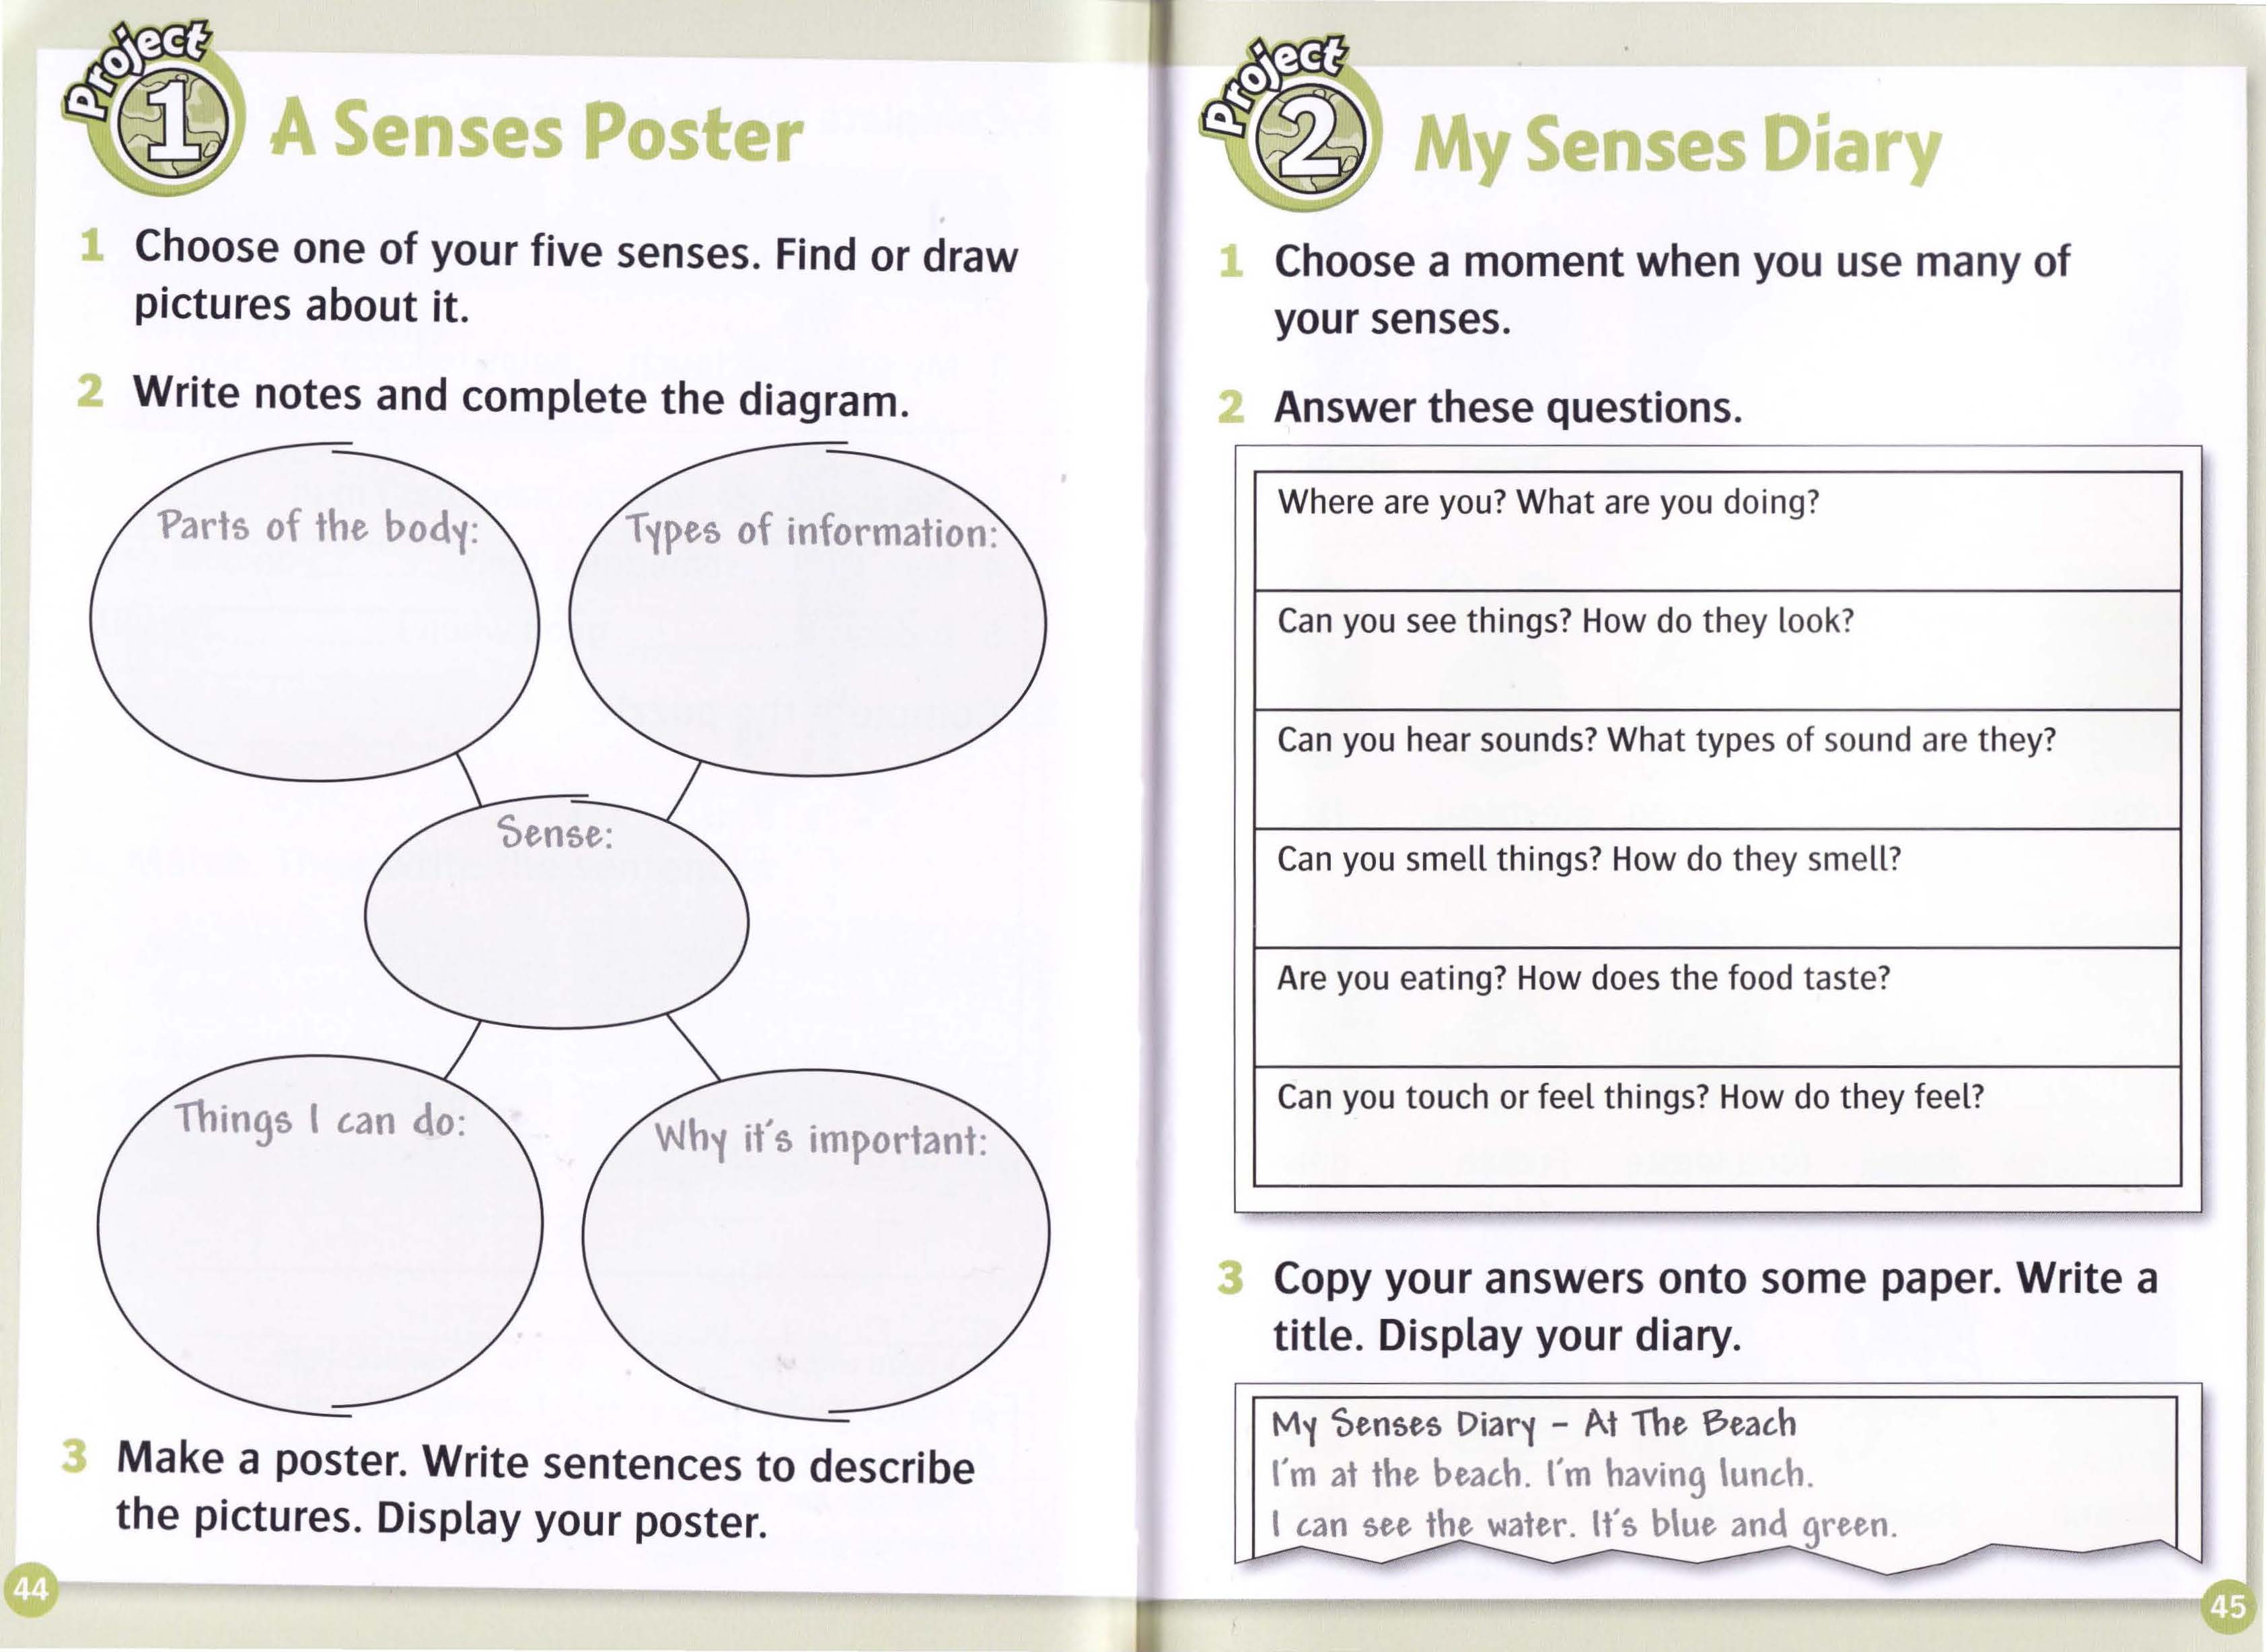 Project
1
A Senses Poster
1 Choose one of your five senses. Find or draw
pictures about it.
2 Write notes and complete the diagram.
Parts of the body:
Types of information:
Sense:
Things I can do:
Why it's important:
3 Make a poster. Write sentences to describe
the pictures. Display your poster.
44
Project
2
My Senses Diary
1 Choose a moment when you use many of
your senses.
2 Answer these questions.
Where are you? What are you doing?
Can you see things? How do they look?
Can you hear sounds? What types of sound are they?
Can you smell things? How do they smell?
Are you eating? How does the food taste?
Can you touch or feel things? How do they feel?
3 Copy your answers onto some paper. Write a
title. Display your diary.
My Senses Diary – At The Beach
I'm at the beach. I'm having lunch.
I can see the water. It's blue and green.
45